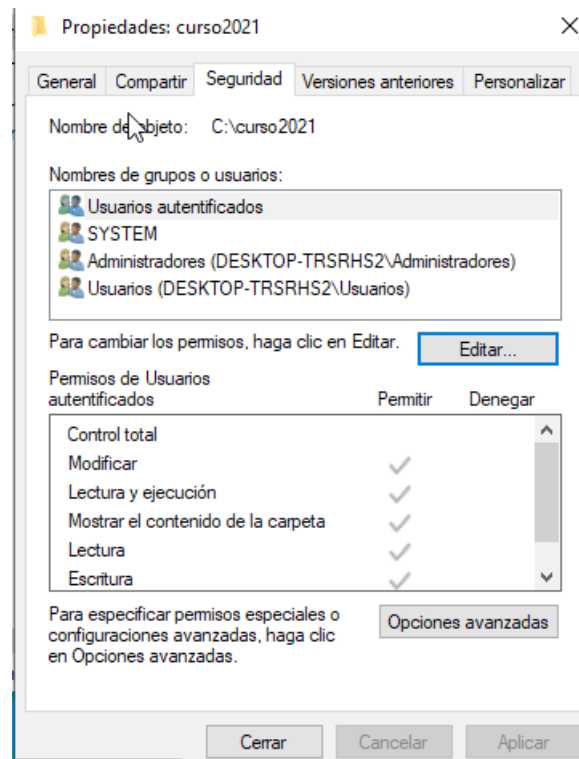 Propiedades: curso2021
General Compartir Seguridad Versiones anteriores Personalizar
Nombre de objeto: C:\curso2021
Nombres de grupos o usuarios:
Usuarios autentificados
SYSTEM
Administradores (DESKTOP-TRSRHS2\Administradores)
Usuarios (DESKTOP-TRSRHS2\Usuarios)
Para cambiar los permisos, haga clic en Editar. Editar...
Permisos de Usuarios
autentificados Permitir Denegar
Control total
Modificar
Lectura y ejecución
Mostrar el contenido de la carpeta
Lectura
Escritura
Para especificar permisos especiales o
configuraciones avanzadas, haga clic
en Opciones avanzadas.
Opciones avanzadas
Cerrar Cancelar Aplicar